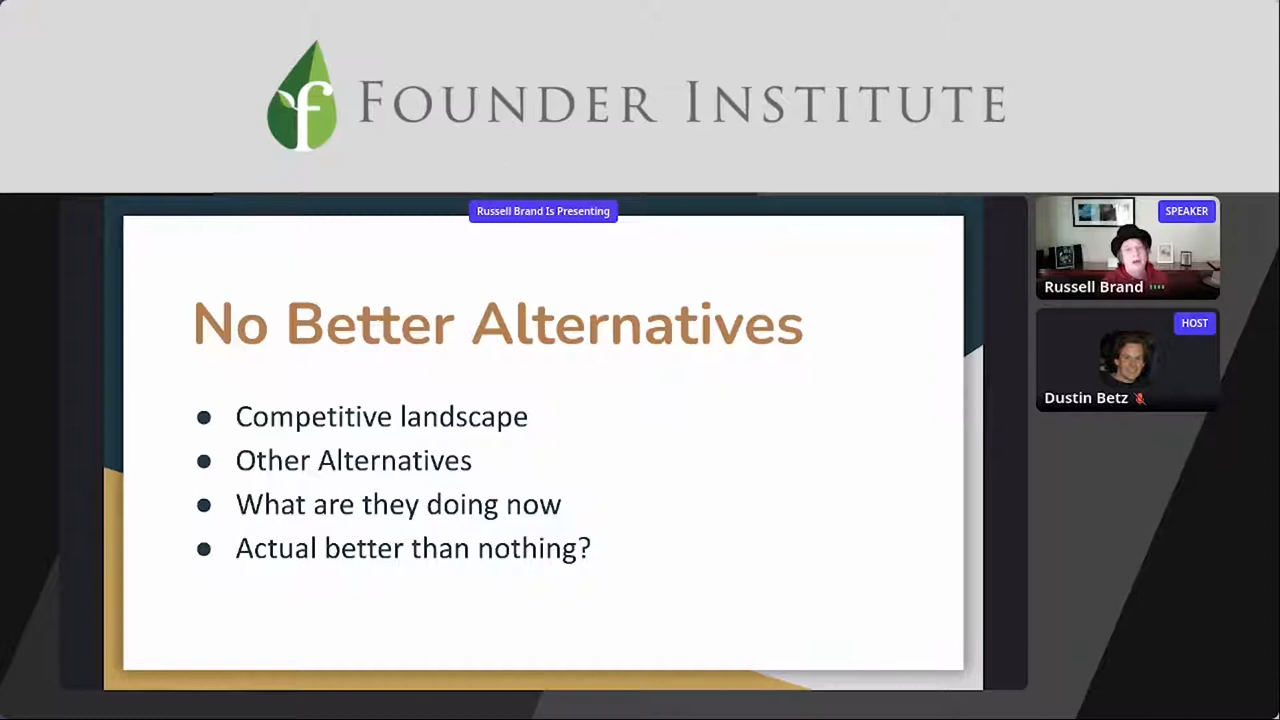 FOUNDER INSTITUTE
Russell Brand Is Presenting
No Better Alternatives
● Competitive landscape
● Other Alternatives
● What are they doing now
● Actual better than nothing?
SPEAKER
Russell Brand
HOST
Dustin Betz